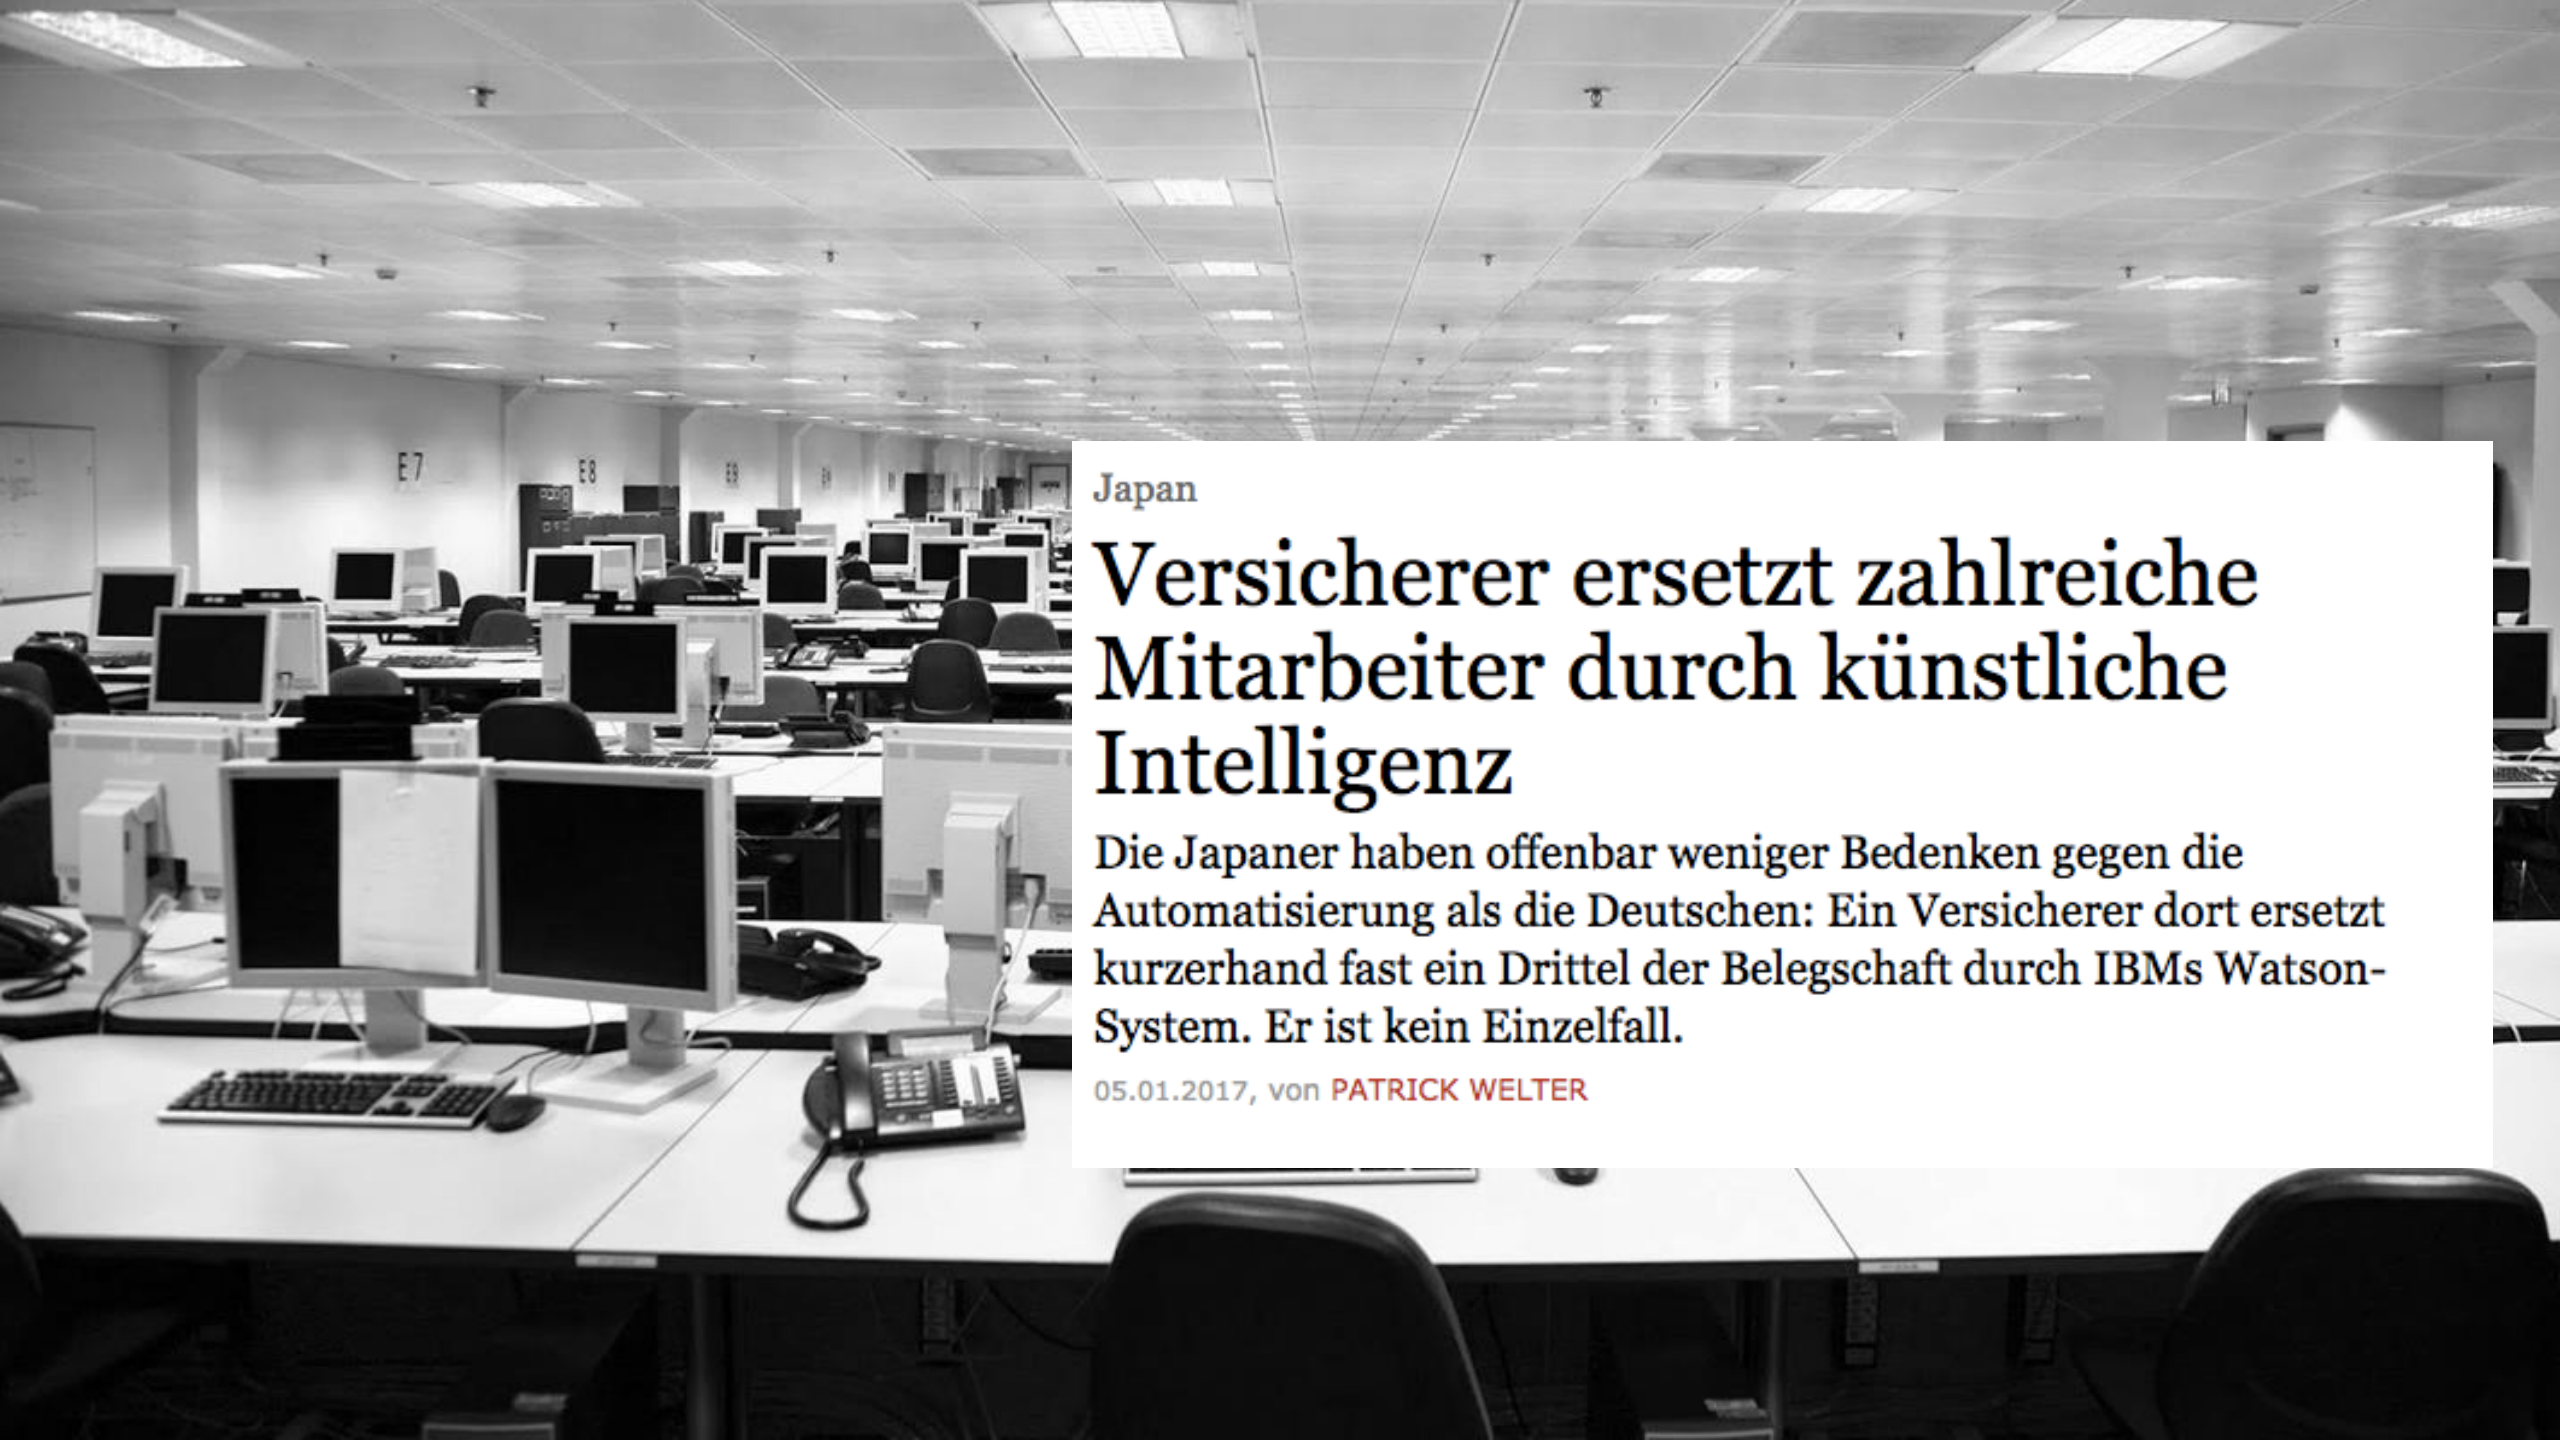 E7
E8
E9
Japan
Versicherer ersetzt zahlreiche
Mitarbeiter durch künstliche
Intelligenz
Die Japaner haben offenbar weniger Bedenken gegen die
Automatisierung als die Deutschen: Ein Versicherer dort ersetzt
kurzerhand fast ein Drittel der Belegschaft durch IBMs Watson-
System. Er ist kein Einzelfall.
05.01.2017, von PATRICK WELTER